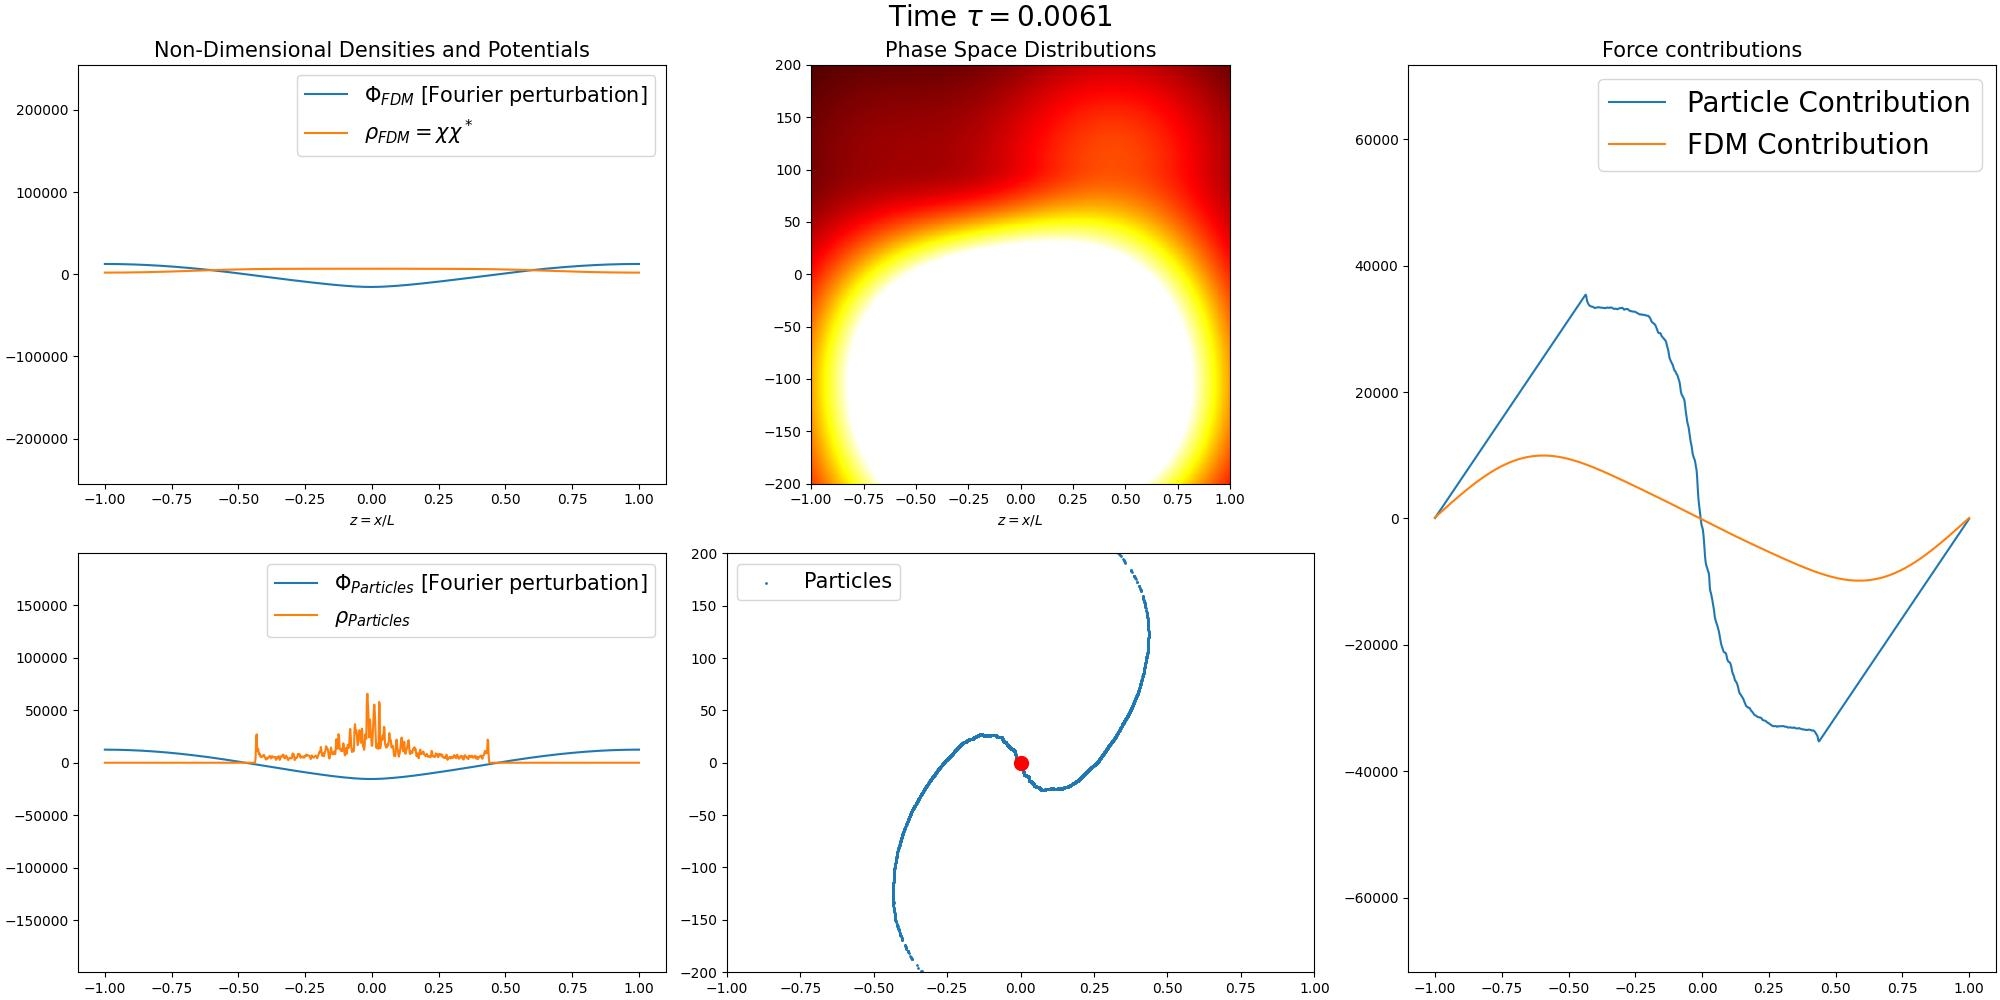 Time τ = 0.0061
Non-Dimensional Densities and Potentials
Φ_FDM [Fourier perturbation]
ρ_FDM = χχ*
200000
100000
0
−100000
−200000
−1.00 −0.75 −0.50 −0.25 0.00 0.25 0.50 0.75 1.00
z = x/L
Phase Space Distributions
200
150
100
50
0
−50
−100
−150
−200
−1.00 −0.75 −0.50 −0.25 0.00 0.25 0.50 0.75 1.00
z = x/L
Force contributions
Particle Contribution
FDM Contribution
60000
40000
20000
0
−20000
−40000
−60000
−1.00 −0.75 −0.50 −0.25 0.00 0.25 0.50 0.75 1.00
Φ_Particles [Fourier perturbation]
ρ_Particles
150000
100000
50000
0
−50000
−100000
−150000
−1.00 −0.75 −0.50 −0.25 0.00 0.25 0.50 0.75 1.00
Particles
200
150
100
50
0
−50
−100
−150
−200
−1.00 −0.75 −0.50 −0.25 0.00 0.25 0.50 0.75 1.00